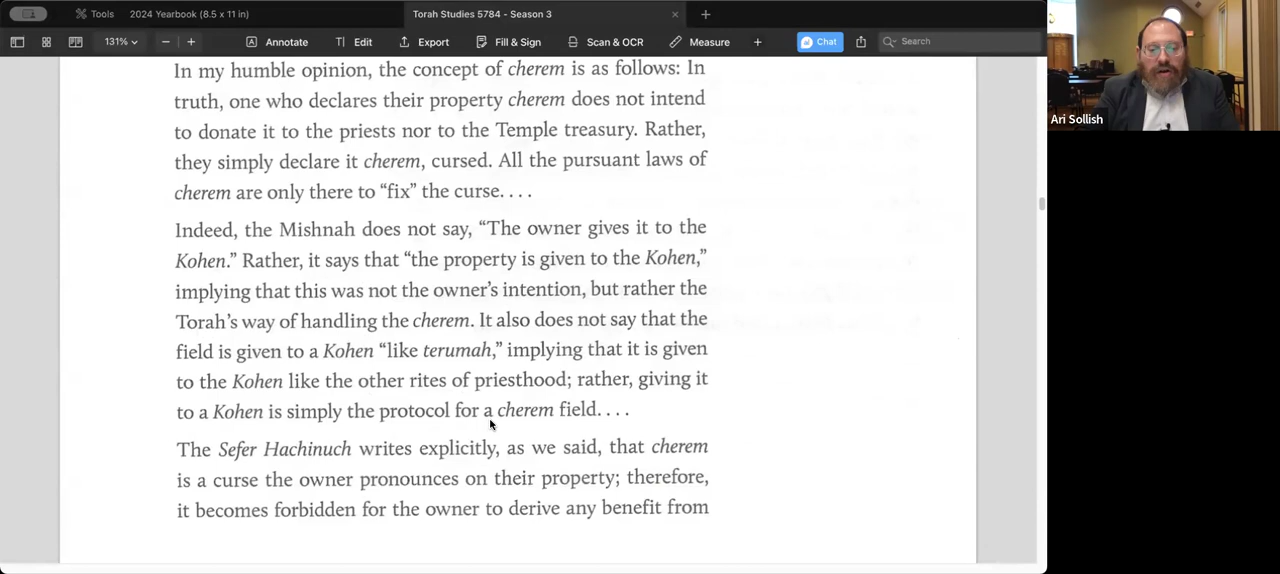 Tools
2024 Yearbook (8.5 x 11 in)
Torah Studies 5784 - Season 3
131%
Annotate
Edit
Export
Fill & Sign
Scan & OCR
Measure
Chat
Search
Ari Sollish
In my humble opinion, the concept of cherem is as follows: In
truth, one who declares their property cherem does not intend
to donate it to the priests nor to the Temple treasury. Rather,
they simply declare it cherem, cursed. All the pursuant laws of
cherem are only there to “fix” the curse. . . .
Indeed, the Mishnah does not say, “The owner gives it to the
Kohen.” Rather, it says that “the property is given to the Kohen,”
implying that this was not the owner’s intention, but rather the
Torah’s way of handling the cherem. It also does not say that the
field is given to a Kohen “like terumah,” implying that it is given
to the Kohen like the other rites of priesthood; rather, giving it
to a Kohen is simply the protocol for a cherem field. . . .
The Sefer Hachinuch writes explicitly, as we said, that cherem
is a curse the owner pronounces on their property; therefore,
it becomes forbidden for the owner to derive any benefit from